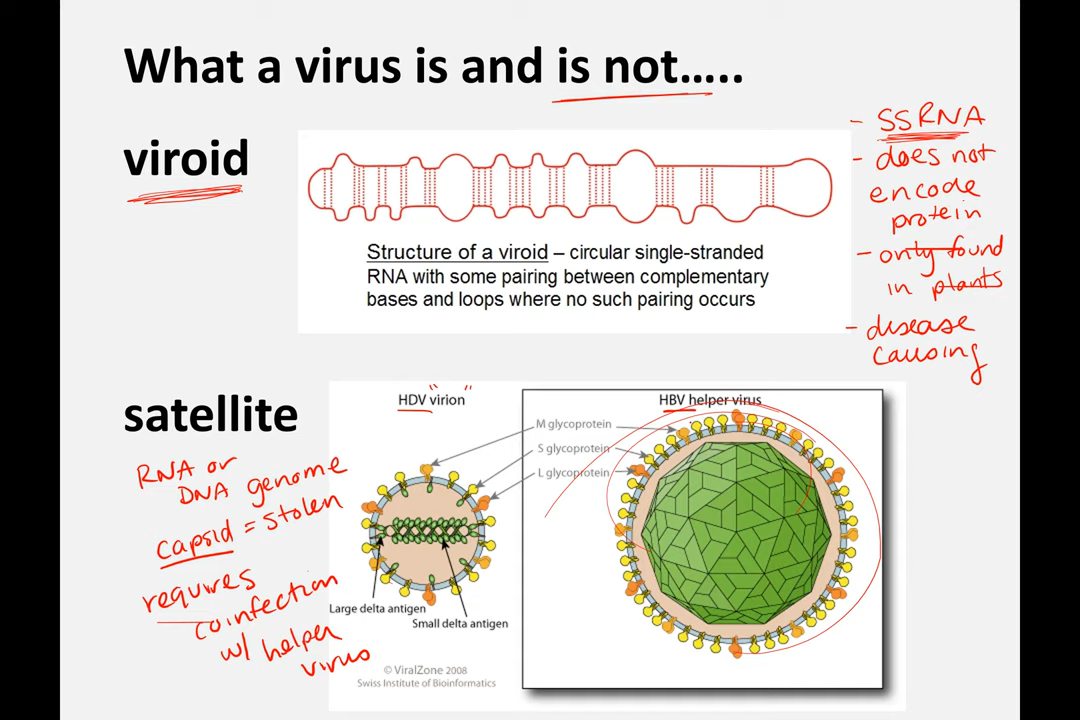 What a virus is and is not.....
viroid
- SSRNA
- does not
encode
protein
- only found
in plants
- disease
causing
Structure of a viroid – circular single-stranded
RNA with some pairing between complementary
bases and loops where no such pairing occurs
satellite
RNA or
DNA genome
capsid = stolen
requires
coinfection
w/ helper
virus
HDV "virion"
HBV helper virus
M glycoprotein
S glycoprotein
L glycoprotein
Large delta antigen
Small delta antigen
© ViralZone 2008
Swiss Institute of Bioinformatics